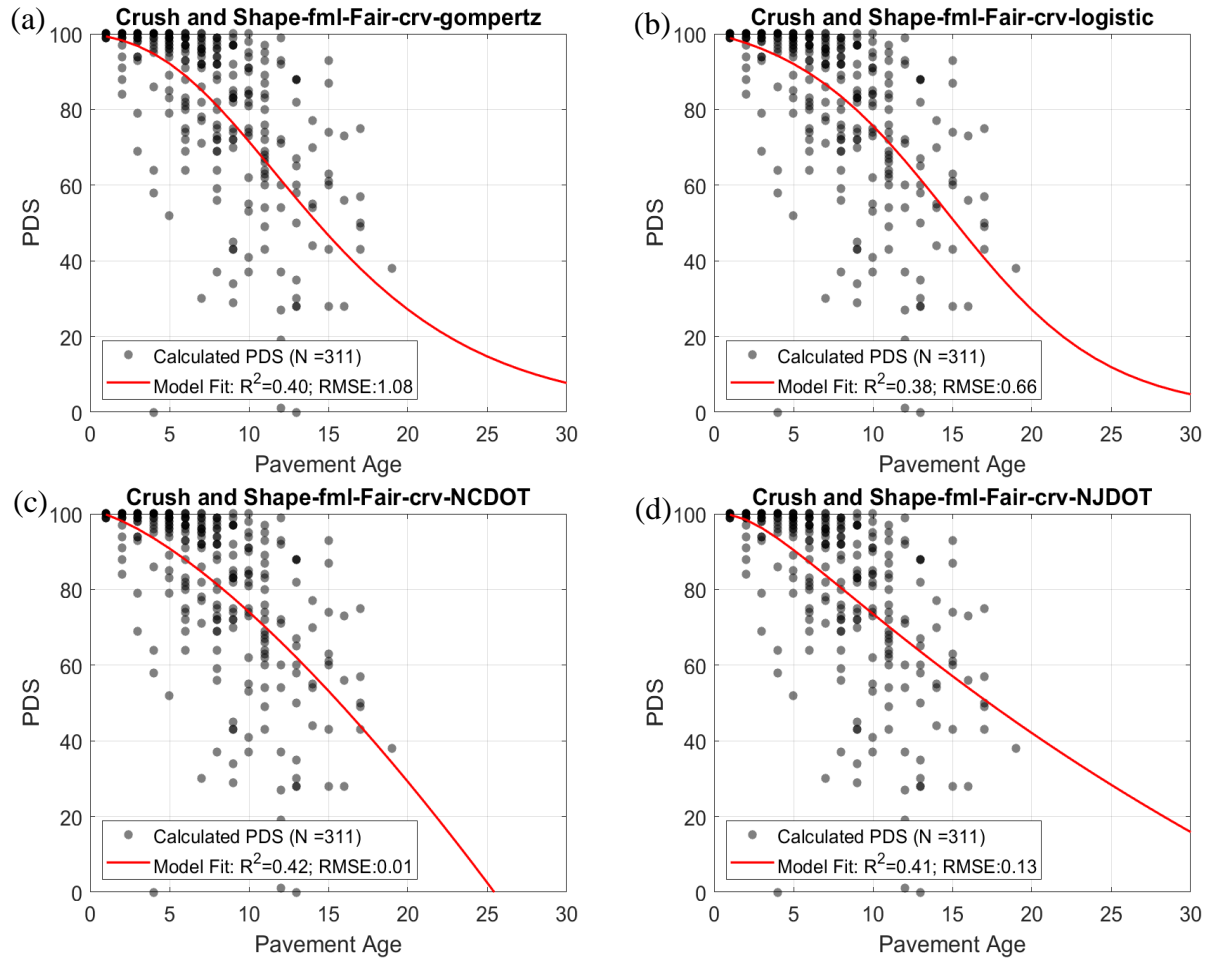 (a)
Crush and Shape-fml-Fair-crv-gompertz
100
80
60
40
20
0
PDS
Calculated PDS (N =311)
Model Fit: R2=0.40; RMSE:1.08
0 5 10 15 20 25 30
Pavement Age
(b)
Crush and Shape-fml-Fair-crv-logistic
100
80
60
40
20
0
PDS
Calculated PDS (N =311)
Model Fit: R2=0.38; RMSE:0.66
0 5 10 15 20 25 30
Pavement Age
(c)
Crush and Shape-fml-Fair-crv-NCDOT
100
80
60
40
20
0
PDS
Calculated PDS (N =311)
Model Fit: R2=0.42; RMSE:0.01
0 5 10 15 20 25 30
Pavement Age
(d)
Crush and Shape-fml-Fair-crv-NJDOT
100
80
60
40
20
0
PDS
Calculated PDS (N =311)
Model Fit: R2=0.41; RMSE:0.13
0 5 10 15 20 25 30
Pavement Age